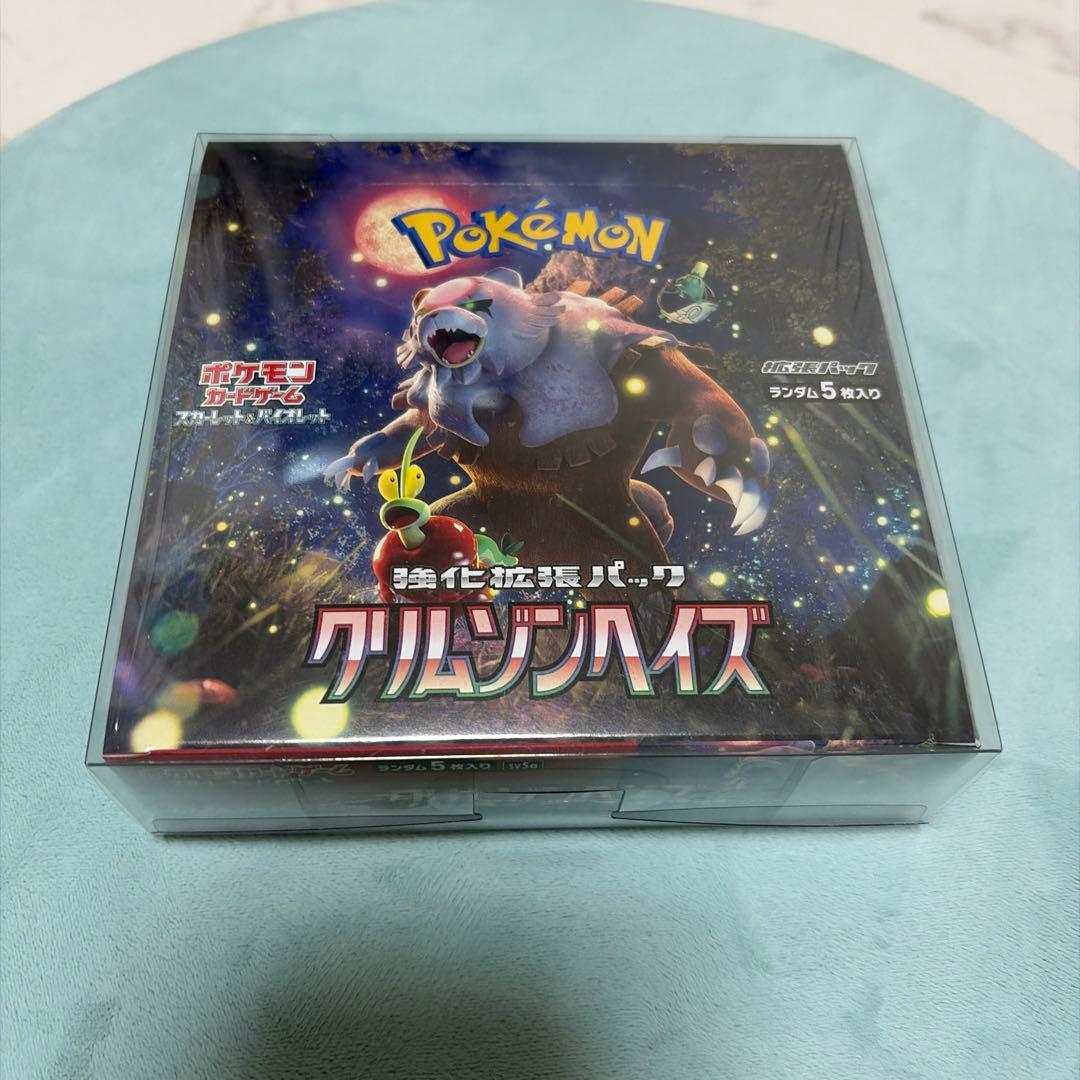 POKéMON
ポケモン
カードゲーム
スカーレット&バイオレット
拡張パック
ランダム5枚入り
強化拡張パック
クリムゾンヘイズ
ランダム5枚入り sv5a